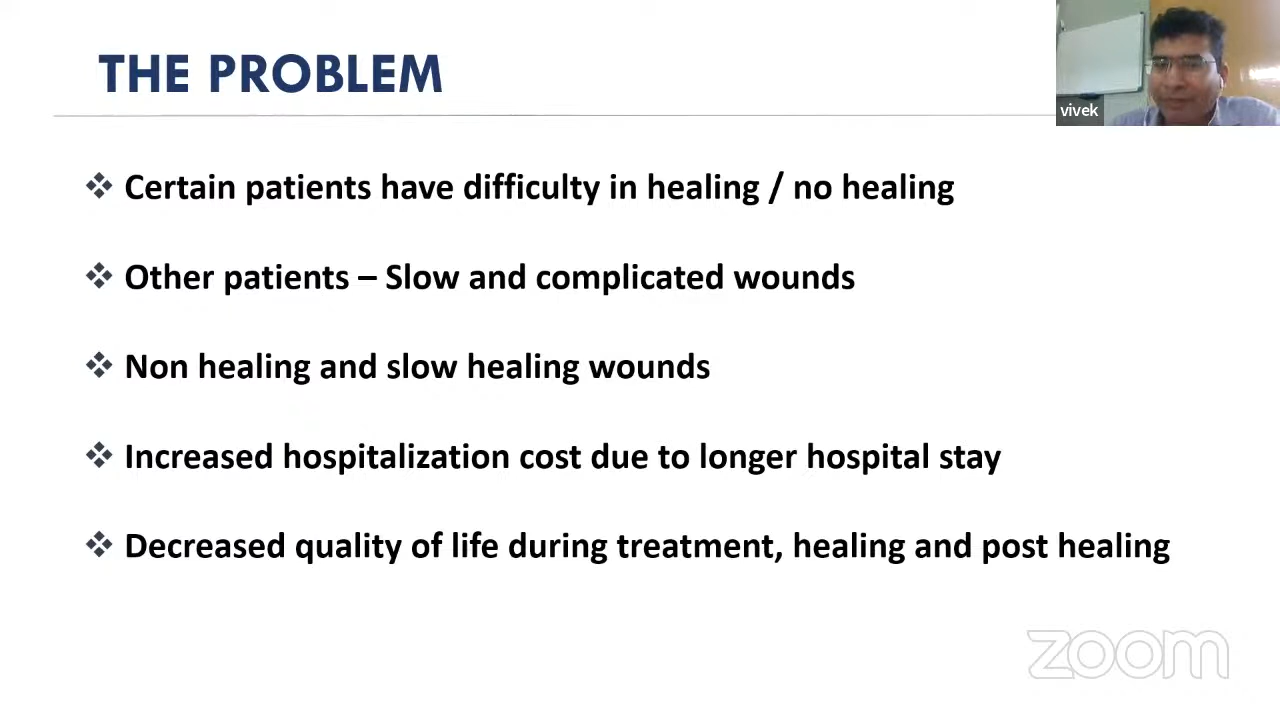 THE PROBLEM
vivek
❖ Certain patients have difficulty in healing / no healing
❖ Other patients – Slow and complicated wounds
❖ Non healing and slow healing wounds
❖ Increased hospitalization cost due to longer hospital stay
❖ Decreased quality of life during treatment, healing and post healing
zoom